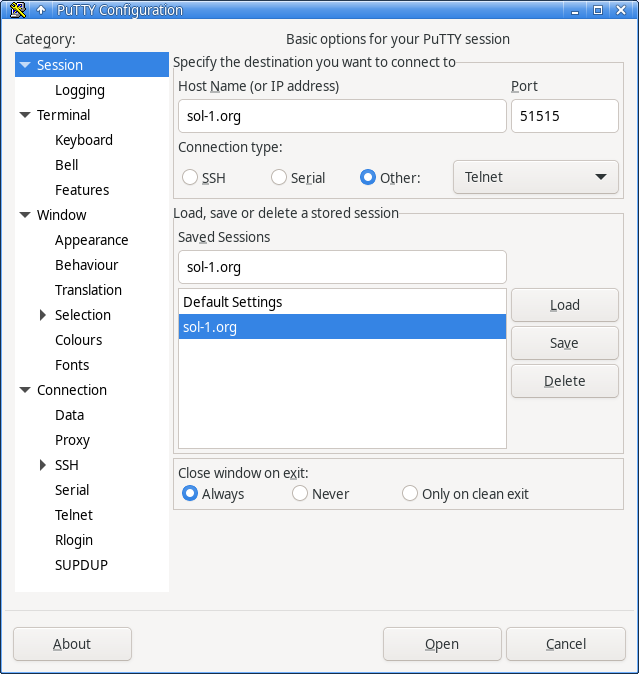 PuTTY Configuration
Category:
Session
Logging
Terminal
Keyboard
Bell
Features
Window
Appearance
Behaviour
Translation
Selection
Colours
Fonts
Connection
Data
Proxy
SSH
Serial
Telnet
Rlogin
SUPDUP
Basic options for your PuTTY session
Specify the destination you want to connect to
Host Name (or IP address) Port
sol-1.org 51515
Connection type:
SSH Serial Other: Telnet
Load, save or delete a stored session
Saved Sessions
sol-1.org
Default Settings
sol-1.org
Load
Save
Delete
Close window on exit:
Always Never Only on clean exit
About Open Cancel